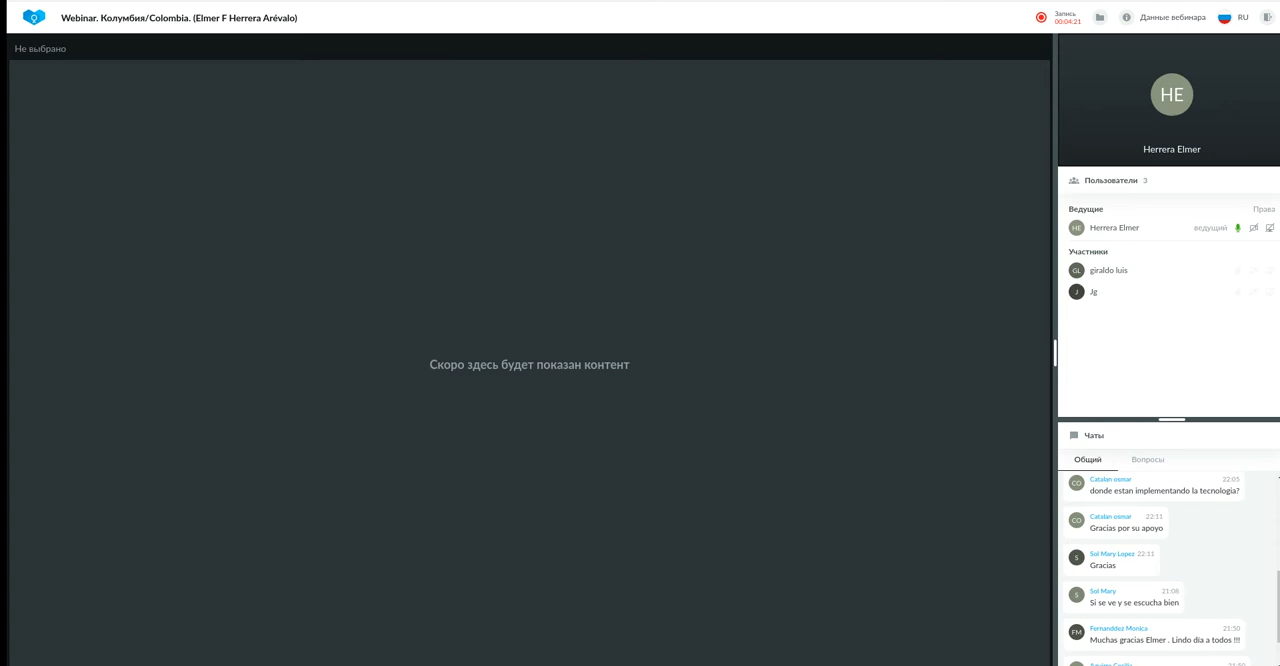 Webinar. Колумбия/Colombia. (Elmer F Herrera Arévalo)
Запись
00:04:21
Данные вебинара
RU
Не выбрано
Скоро здесь будет показан контент
HE
Herrera Elmer
Пользователи 3
Ведущие Права
HE Herrera Elmer ведущий
Участники
GL giraldo luis
J Jg
Чаты
Общий Вопросы
CO Catalan osmar 22:05
donde estan implementando la tecnologia?
CO Catalan osmar 22:11
Gracias por su apoyo
S Sol Mary Lopez 22:11
Gracias
S Sol Mary 21:08
Si se ve y se escucha bien
FM Fernanddez Monica 21:50
Muchas gracias Elmer . Lindo día a todos !!!
21:50